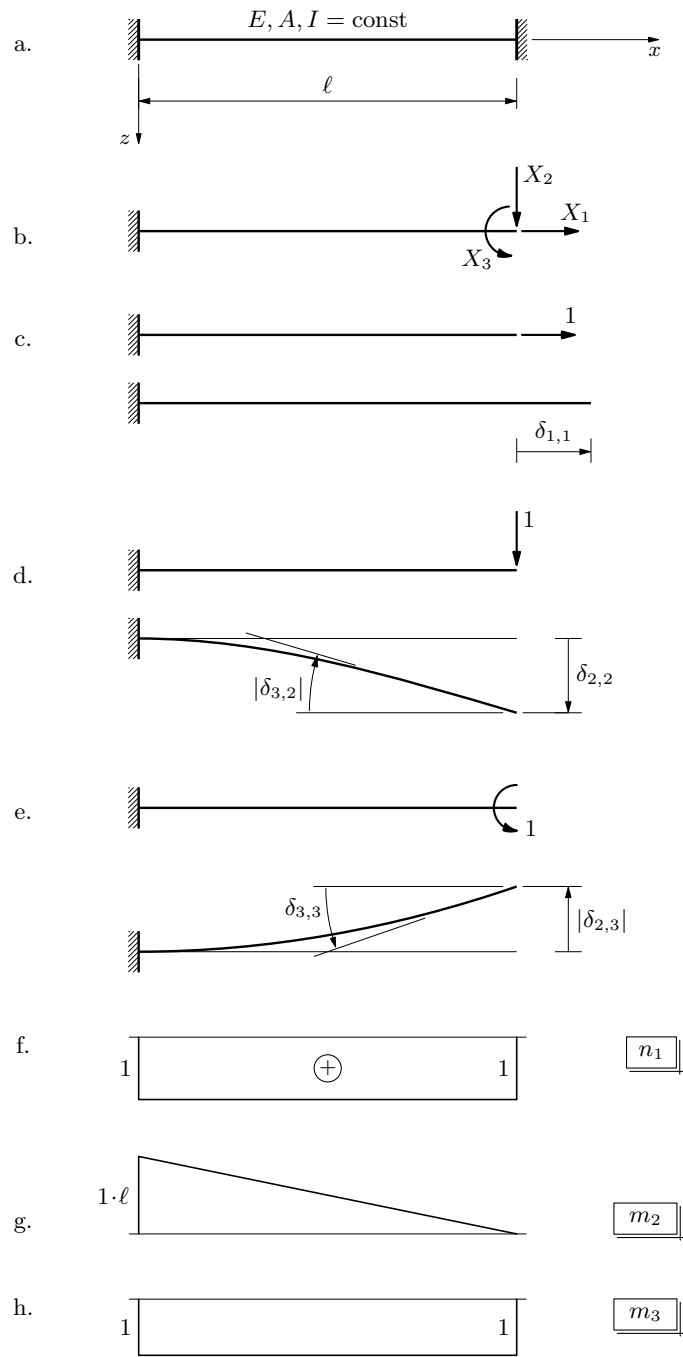 a.
E, A, I = const
x
ℓ
z
b.
X₂
X₁
X₃
c.
1
δ₁,₁
d.
1
|δ₃,₂|
δ₂,₂
e.
1
δ₃,₃
|δ₂,₃|
f.
1
+
1
n₁
g.
1·ℓ
m₂
h.
1
1
m₃